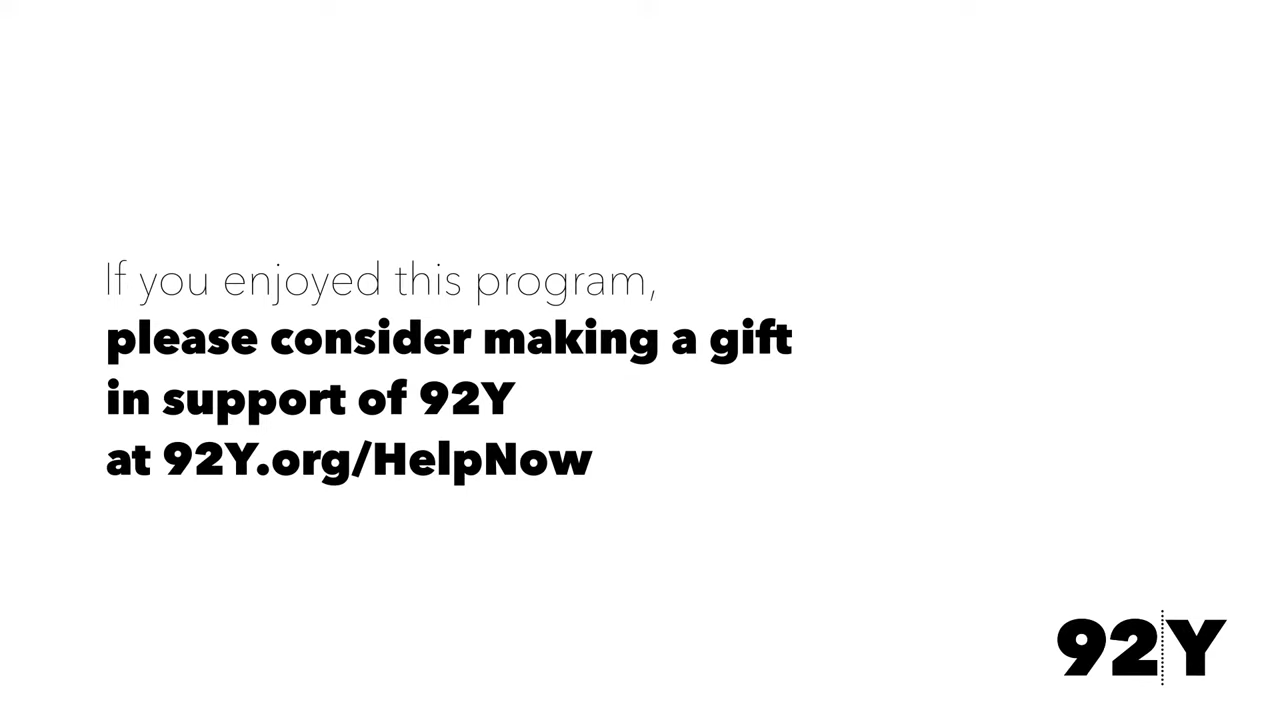 If you enjoyed this program,
please consider making a gift
in support of 92Y
at 92Y.org/HelpNow
92Y